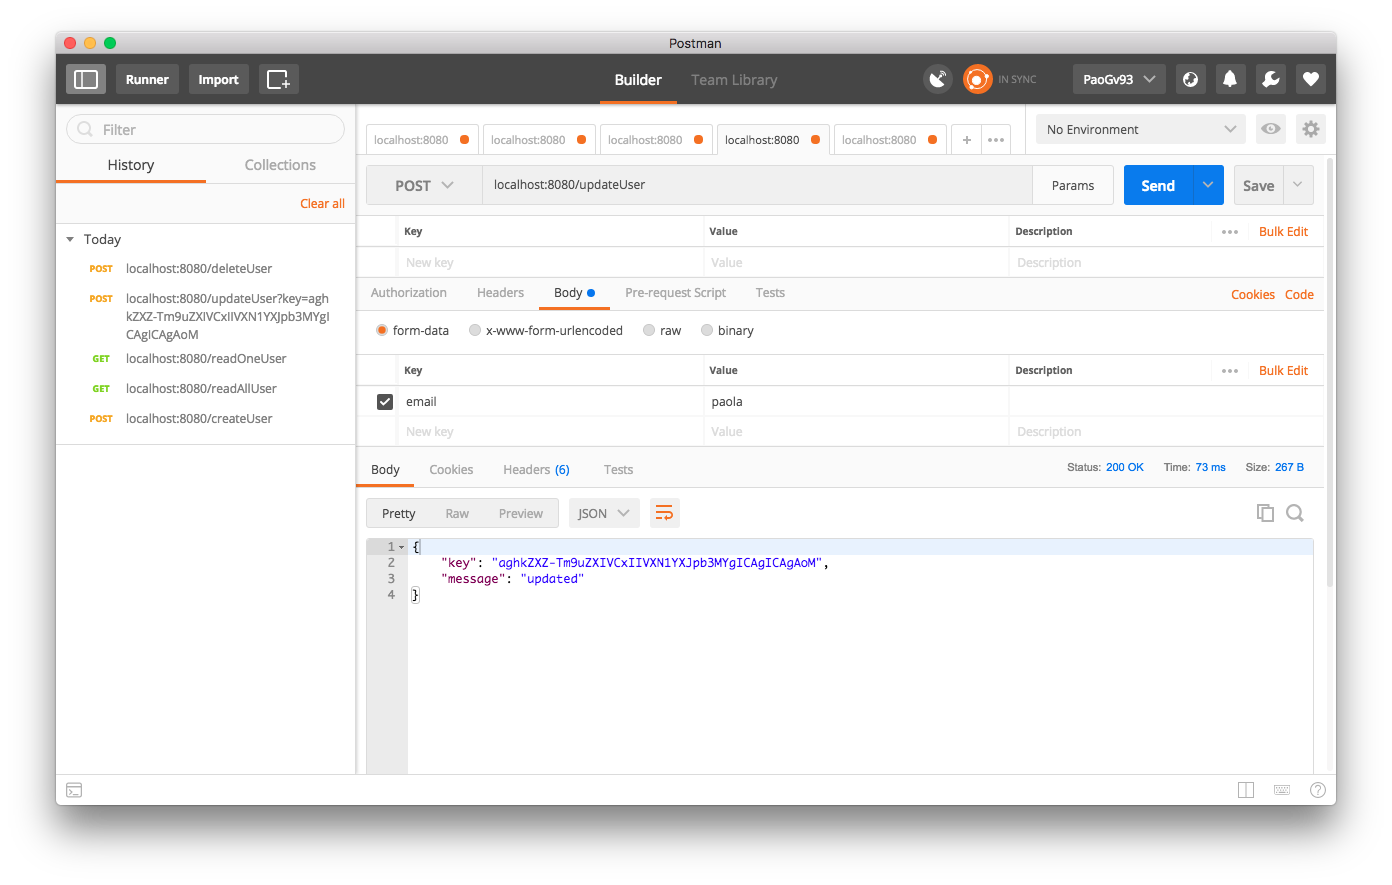 Postman
Runner Import Builder Team Library IN SYNC PaoGv93
Filter
History Collections
Clear all
Today
POST localhost:8080/deleteUser
POST localhost:8080/updateUser?key=agh
kZXZ-Tm9uZXIVCxIIVXN1YXJpb3MYgI
CAgICAgAoM
GET localhost:8080/readOneUser
GET localhost:8080/readAllUser
POST localhost:8080/createUser
localhost:8080 localhost:8080 localhost:8080 localhost:8080 localhost:8080 + •••
No Environment
POST localhost:8080/updateUser Params Send Save
Key Value Description ••• Bulk Edit
New key Value Description
Authorization Headers Body Pre-request Script Tests Cookies Code
form-data x-www-form-urlencoded raw binary
Key Value Description ••• Bulk Edit
email paola
New key Value Description
Body Cookies Headers (6) Tests Status: 200 OK Time: 73 ms Size: 267 B
Pretty Raw Preview JSON
1 {
2 "key": "aghkZXZ-Tm9uZXIVCxIIVXN1YXJpb3MYgICAgICAgAoM",
3 "message": "updated"
4 }